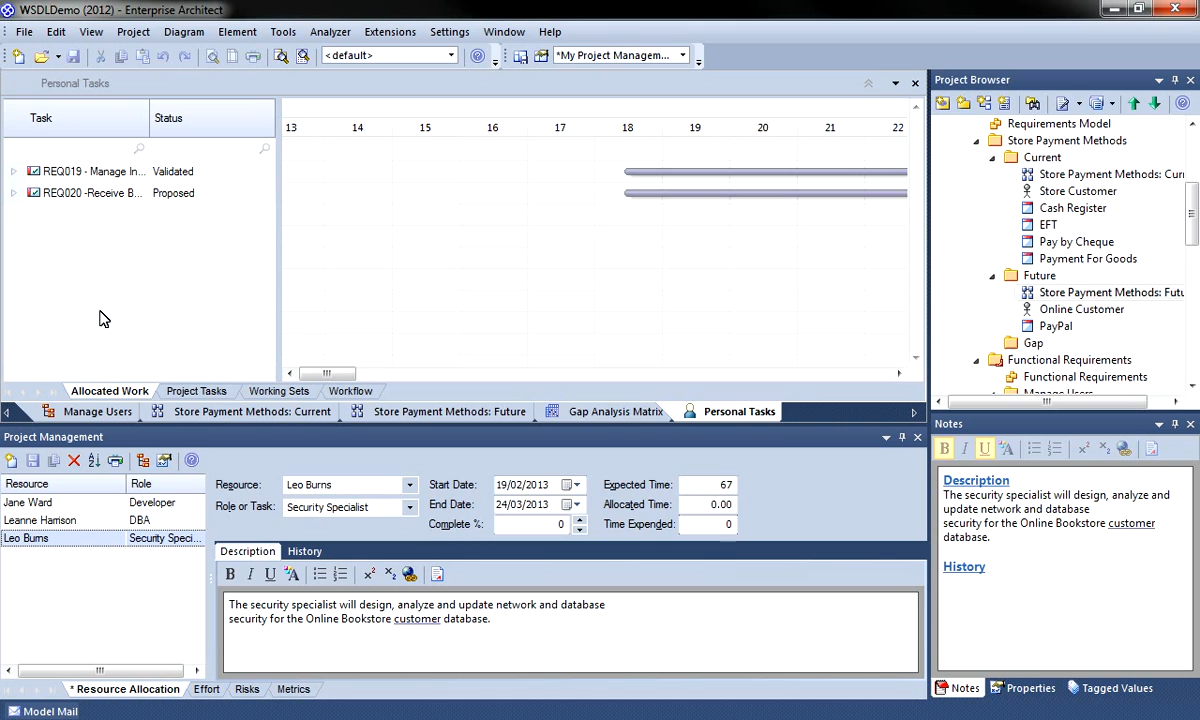 WSDLDemo (2012) - Enterprise Architect
File Edit View Project Diagram Element Tools Analyzer Extensions Settings Window Help
<default>
*My Project Managem...
Personal Tasks
Task Status
13 14 15 16 17 18 19 20 21 22
REQ019 - Manage In... Validated
REQ020 -Receive B... Proposed
Allocated Work Project Tasks Working Sets Workflow
Manage Users Store Payment Methods: Current Store Payment Methods: Future Gap Analysis Matrix Personal Tasks
Project Browser
Requirements Model
Store Payment Methods
Current
Store Payment Methods: Curr
Store Customer
Cash Register
EFT
Pay by Cheque
Payment For Goods
Future
Store Payment Methods: Futu
Online Customer
PayPal
Gap
Functional Requirements
Functional Requirements
Manage Users
Project Management
Resource Role
Jane Ward Developer
Leanne Harrison DBA
Leo Burns Security Speci...
Resource: Leo Burns
Role or Task: Security Specialist
Start Date: 19/02/2013
End Date: 24/03/2013
Complete %: 0
Expected Time: 67
Allocated Time: 0.00
Time Expended: 0
Description History
B I U A
The security specialist will design, analyze and update network and database
security for the Online Bookstore customer database.
* Resource Allocation Effort Risks Metrics
Notes
B I U A
Description
The security specialist will design, analyze and
update network and database
security for the Online Bookstore customer
database.
History
Notes Properties Tagged Values
Model Mail